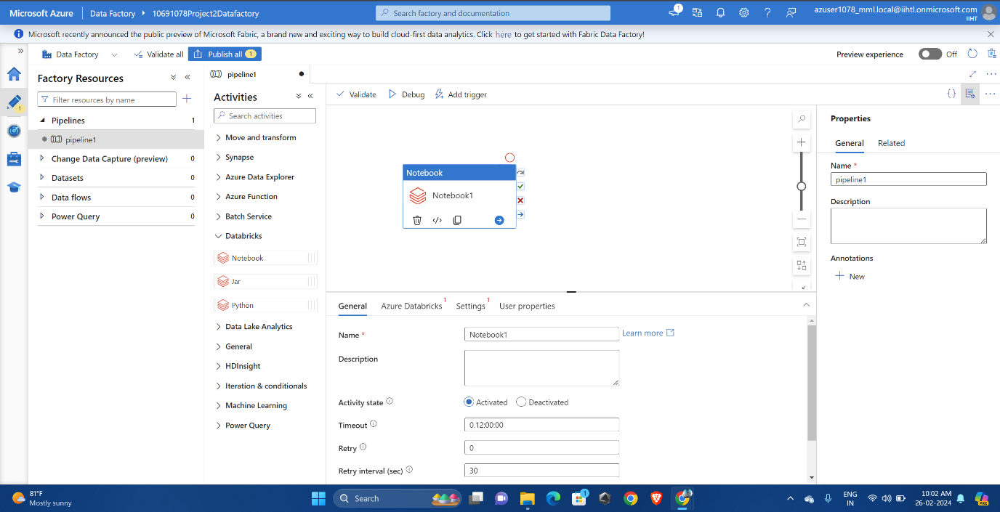 Microsoft Azure
Data Factory
10691078Project2Datafactory
Search factory and documentation
1
azuser1078_mml.local@iihtl.onmicrosoft.com
IIHT
Microsoft recently announced the public preview of Microsoft Fabric, a brand new and exciting way to build cloud-first data analytics. Click here to get started with Fabric Data Factory!
Data Factory
Validate all
Publish all 1
Preview experience
Off
1
Factory Resources
Filter resources by name
Pipelines 1
pipeline1
Change Data Capture (preview) 0
Datasets 0
Data flows 0
Power Query 0
pipeline1
Activities
Search activities
Move and transform
Synapse
Azure Data Explorer
Azure Function
Batch Service
Databricks
Notebook
Jar
Python
Data Lake Analytics
General
HDInsight
Iteration & conditionals
Machine Learning
Power Query
Validate
Debug
Add trigger
Notebook
Notebook1
General
Azure Databricks 1
Settings 1
User properties
Name *
Notebook1
Learn more
Description
Activity state
Activated
Deactivated
Timeout
0.12:00:00
Retry
0
Retry interval (sec)
30
Properties
General
Related
Name *
pipeline1
Description
Annotations
New
81°F
Mostly sunny
Search
1
ENG
IN
10:02 AM
26-02-2024
PRE